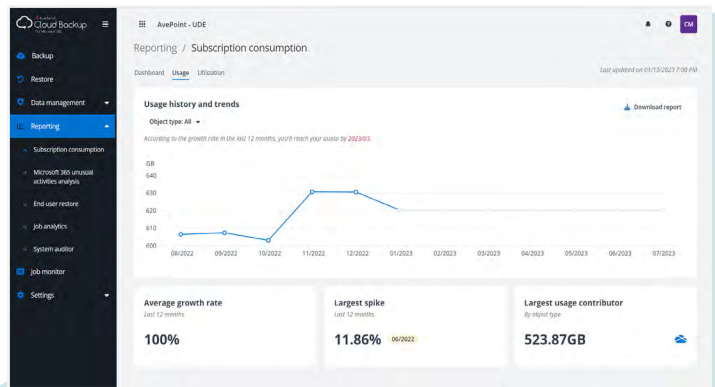 AvePoint
Cloud Backup
for Microsoft 365
AvePoint - UDE
CM
Backup
Restore
Data management
Reporting
Subscription consumption
Microsoft 365 unusual
activities analysis
End-user restore
Job analytics
System auditor
Job monitor
Settings
Reporting / Subscription consumption
Dashboard Usage Utilization
Last updated on 01/13/2023 7:00 PM
Usage history and trends
Download report
Object type: All
According to the growth rate in the last 12 months, you'll reach your quota by 2023/03.
GB
640
630
620
610
600
08/2022 09/2022 10/2022 11/2022 12/2022 01/2023 02/2023 03/2023 04/2023 05/2023 06/2023 07/2023
Average growth rate
Last 12 months
100%
Largest spike
Last 12 months
11.86% 06/2022
Largest usage contributor
By object type
523.87GB